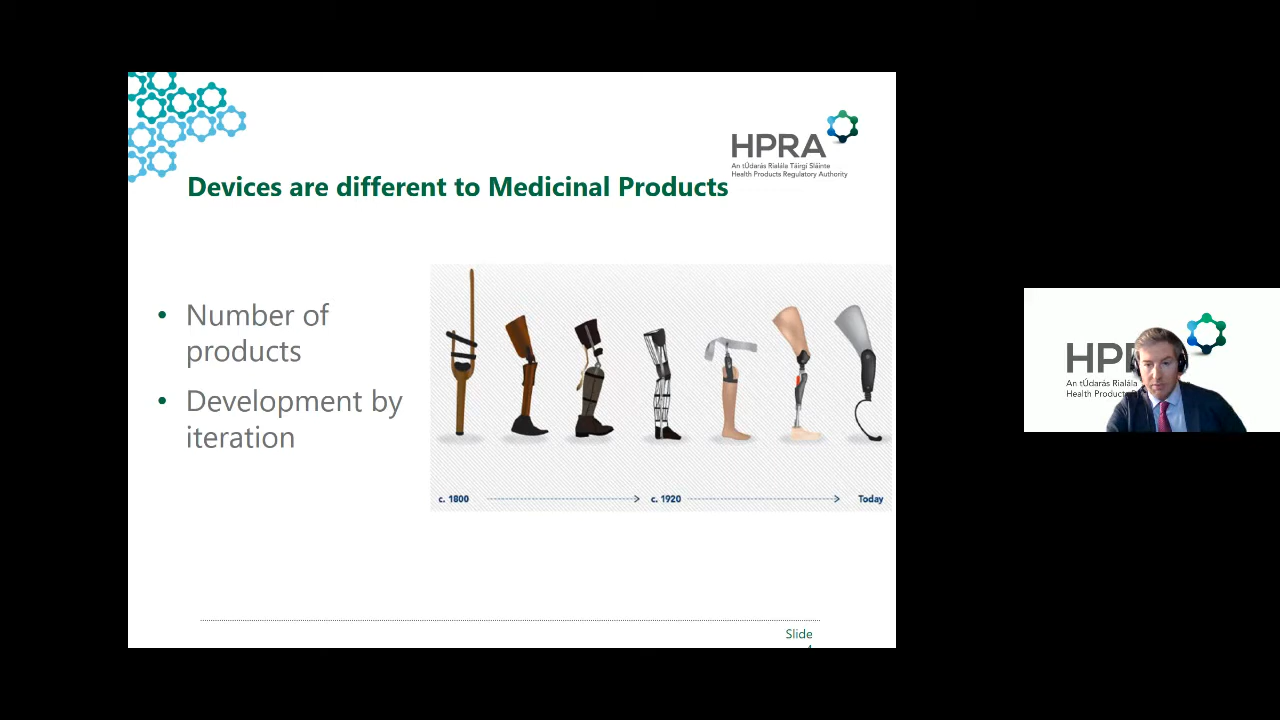 HPRA
An tÚdarás Rialála Táirgí Sláinte
Health Products Regulatory Authority
Devices are different to Medicinal Products
• Number of
products
• Development by
iteration
c. 1800
c. 1920
Today
Slide
HPR
An tÚdarás Rialála
Health Products